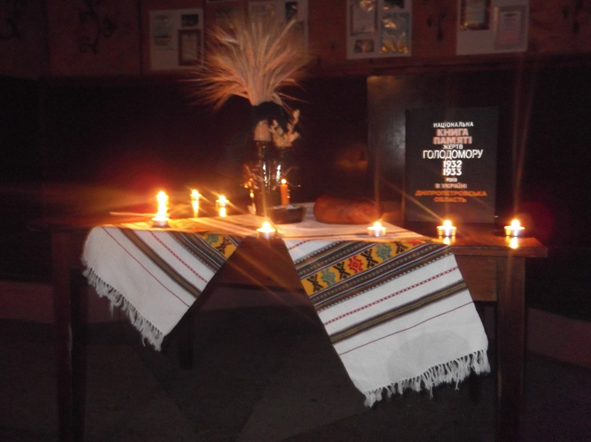 НАЦІОНАЛЬНА
КНИГА
ПАМ'ЯТІ
ЖЕРТВ
ГОЛОДОМОРУ
1932
1933
РОКІВ
В УКРАЇНІ
ДНІПРОПЕТРОВСЬКА
ОБЛАСТЬ